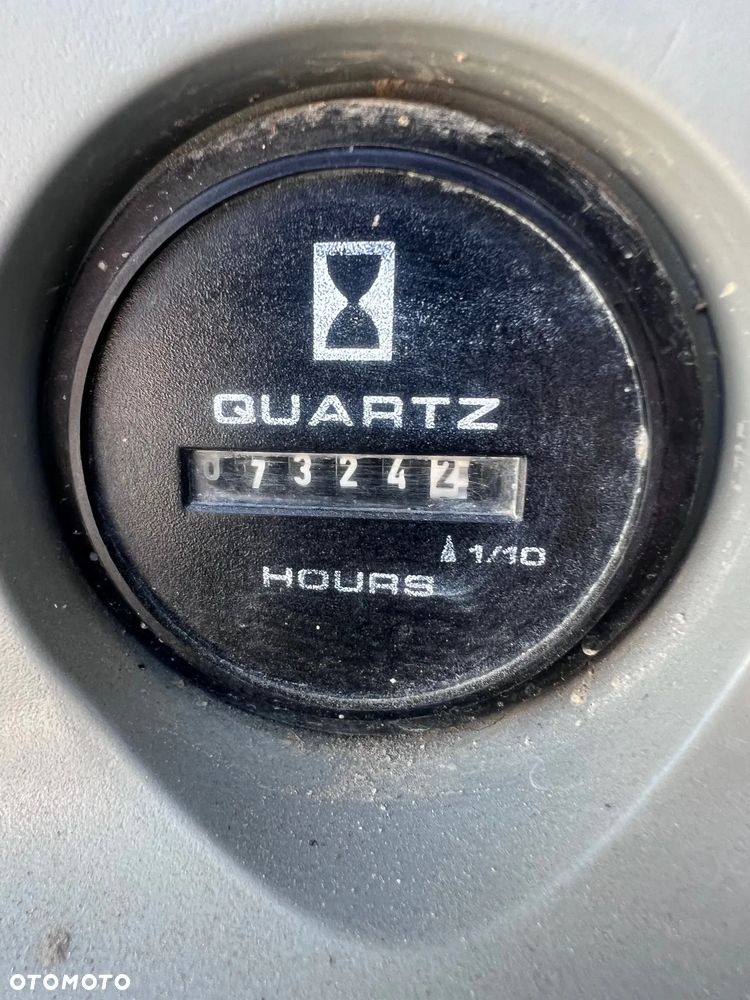 QUARTZ
073242
1/10
HOURS
OTOMOTO